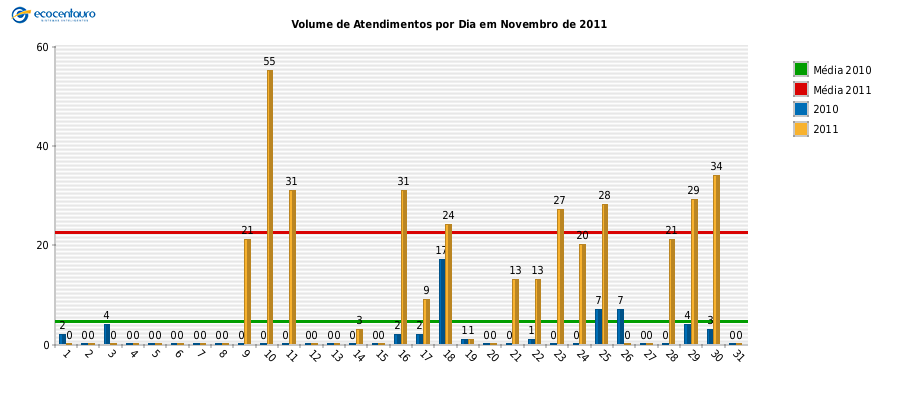 ecocentauro
Volume de Atendimentos por Dia em Novembro de 2011
60
40
20
0
2 0 0 0 4 0 0 0 0 0 0 0 0 0 0 0 0 21 0 55 0 31 0 0 0 0 0 3 0 0 2 31 2 9 17 24 1 1 0 0 0 13 1 13 0 27 0 20 7 28 7 0 0 0 0 21 4 29 3 34 0 0
1 2 3 4 5 6 7 8 9 10 11 12 13 14 15 16 17 18 19 20 21 22 23 24 25 26 27 28 29 30 31
Média 2010
Média 2011
2010
2011